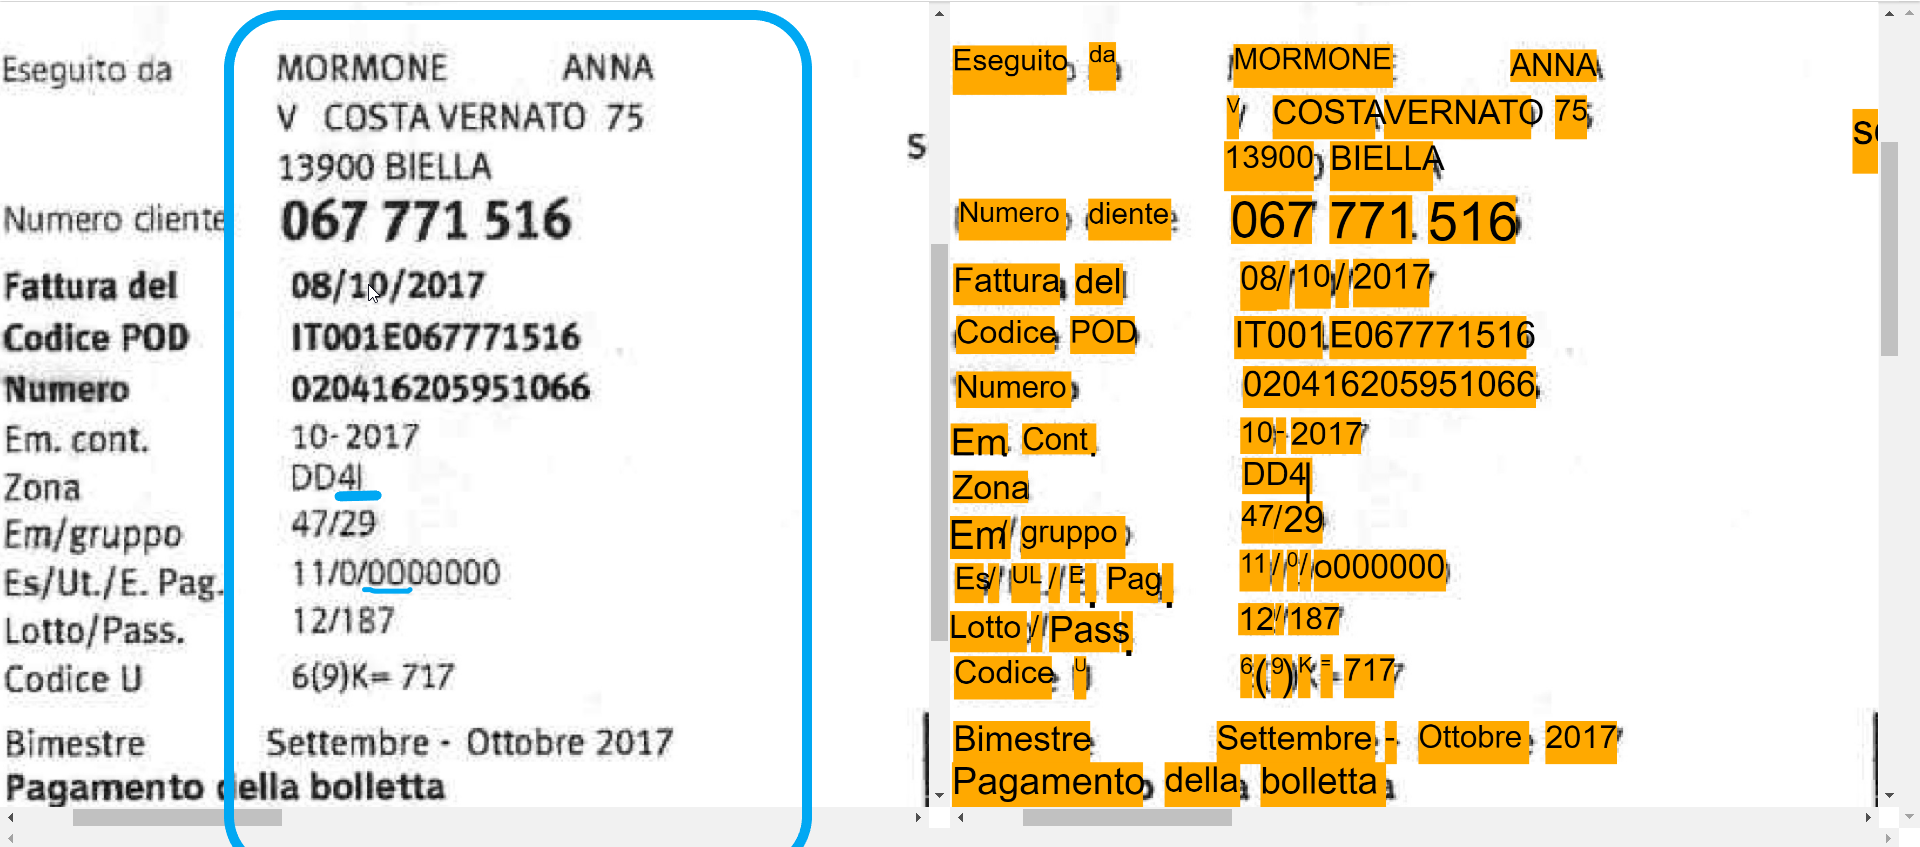 Eseguito da MORMONE ANNA
V COSTA VERNATO 75
13900 BIELLA
Numero cliente 067 771 516
Fattura del 08/10/2017
Codice POD IT001E067771516
Numero 020416205951066
Em. cont. 10-2017
Zona DD4I
Em/gruppo 47/29
Es/Ut./E. Pag. 11/0/0000000
Lotto/Pass. 12/187
Codice U 6(9)K= 717
Bimestre Settembre - Ottobre 2017
Pagamento della bolletta
S
Eseguito da MORMONE ANNA
V COSTAVERNATO 75
13900 BIELLA
Numero diente 067 771 516
Fattura del 08/10/2017
Codice POD IT001E067771516
Numero 020416205951066
Em Cont 10-2017
Zona DD4|
Em/gruppo 47/29
Es/UL/E. Pag. 11/0/o000000
Lotto/Pass. 12/187
Codice U 6(9)K=717
Bimestre Settembre - Ottobre 2017
Pagamento della bolletta